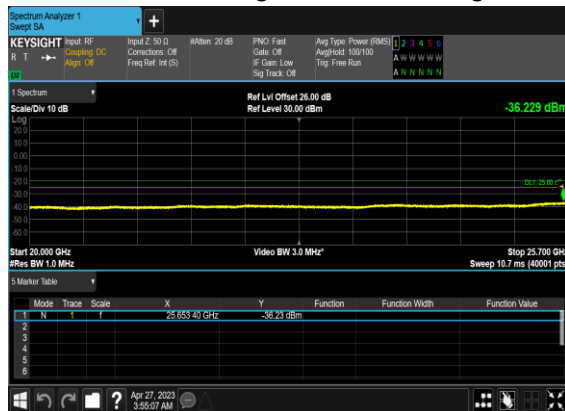 Spectrum Analyzer 1
Swept SA
+
KEYSIGHT Input: RF Input Z: 50 Ω #Atten: 20 dB PNO: Fast Avg Type: Power (RMS) 1 2 3 4 5 6
R T Coupling: DC Corrections: Off Gate: Off Avg|Hold: 100/100 A W W W W W
Align: Off Freq Ref: Int (S) IF Gain: Low Trig: Free Run
Sig Track: Off A N N N N N
1 Spectrum
Ref Lvl Offset 26.00 dB
Scale/Div 10 dB Ref Level 30.00 dBm -36.229 dBm
Log
20.0
10.0
0.00
-10.0
-20.0
DL1 -25.00
-30.0
-40.0
-50.0
-60.0
Start 20.000 GHz Video BW 3.0 MHz* Stop 25.700 GHz
#Res BW 1.0 MHz Sweep 10.7 ms (40001 pts
5 Marker Table
Mode Trace Scale X Y Function Function Width Function Value
1 N 1 f 25.653 40 GHz -36.23 dBm
2
3
4
5
6
? Apr 27, 2023
3:55:07 AM